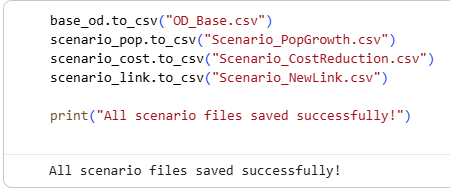 base_od.to_csv("OD_Base.csv")
scenario_pop.to_csv("Scenario_PopGrowth.csv")
scenario_cost.to_csv("Scenario_CostReduction.csv")
scenario_link.to_csv("Scenario_NewLink.csv")
print("All scenario files saved successfully!")
All scenario files saved successfully!